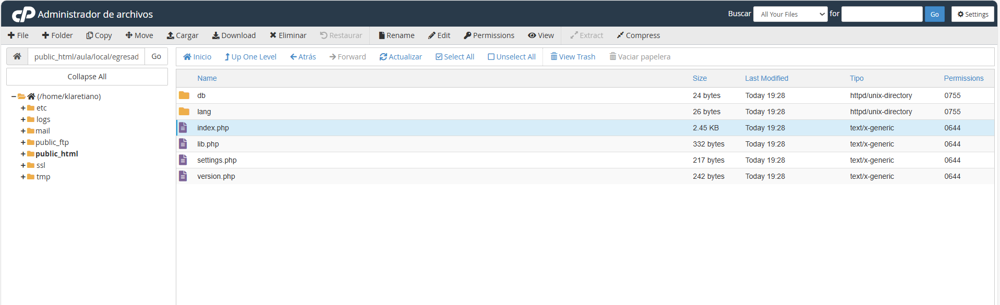 cP Administrador de archivos
Buscar All Your Files for Go Settings
File Folder Copy Move Cargar Download Eliminar Restaurar Rename Edit Permissions View Extract Compress
public_html/aula/local/egresad Go
Inicio Up One Level Atrás Forward Actualizar Select All Unselect All View Trash Vaciar papelera
Collapse All
(/home/klaretiano)
etc
logs
mail
public_ftp
public_html
ssl
tmp
Name Size Last Modified Tipo Permissions
db 24 bytes Today 19:28 httpd/unix-directory 0755
lang 26 bytes Today 19:28 httpd/unix-directory 0755
index.php 2.45 KB Today 19:28 text/x-generic 0644
lib.php 332 bytes Today 19:28 text/x-generic 0644
settings.php 217 bytes Today 19:28 text/x-generic 0644
version.php 242 bytes Today 19:28 text/x-generic 0644